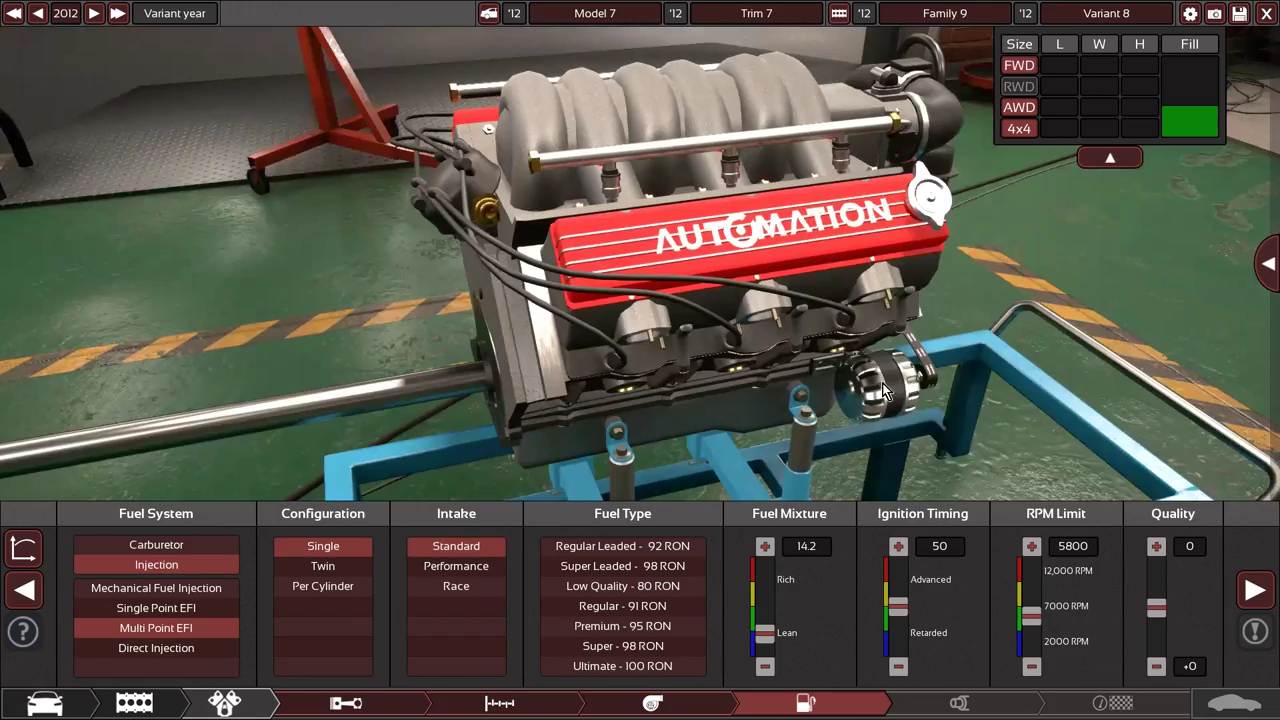 2012 Variant year '12 Model 7 '12 Trim 7 '12 Family 9 '12 Variant 8
Size L W H Fill
FWD
RWD
AWD
4x4
AUTOMATION
Fuel System Configuration Intake Fuel Type Fuel Mixture Ignition Timing RPM Limit Quality
Carburetor Single Standard Regular Leaded - 92 RON 14.2 50 5800 0
Injection Twin Performance Super Leaded - 98 RON 12,000 RPM
Mechanical Fuel Injection Per Cylinder Race Low Quality - 80 RON Rich Advanced
Single Point EFI Regular - 91 RON 7000 RPM
Multi Point EFI Premium - 95 RON Lean Retarded
Direct Injection Super - 98 RON 2000 RPM
Ultimate - 100 RON +0